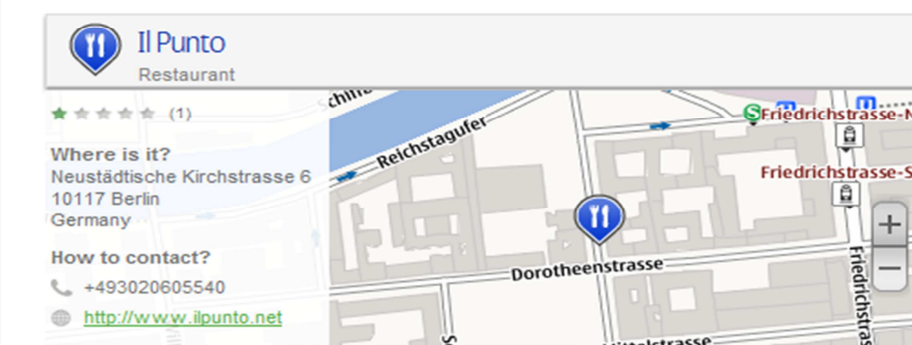 Il Punto
Restaurant
(1)
Where is it?
Neustädtische Kirchstrasse 6
10117 Berlin
Germany
How to contact?
+493020605540
http://www.ilpunto.net
Reichstagufer
S
Friedrichstrasse-N
Friedrichstrasse-S
Dorotheenstrasse
Friedrichstras